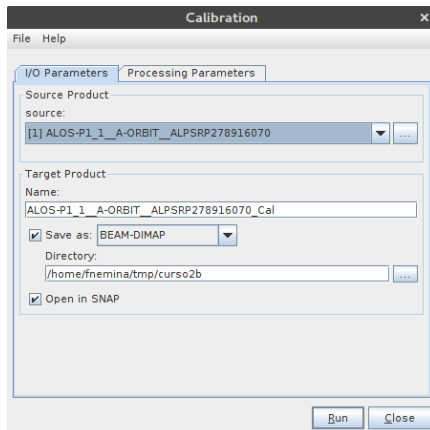 Calibration ×
File Help
I/O Parameters Processing Parameters
Source Product
source:
[1] ALOS-P1_1__A-ORBIT__ALPSRP278916070 ...
Target Product
Name:
ALOS-P1_1__A-ORBIT__ALPSRP278916070_Cal
Save as: BEAM-DIMAP
Directory:
/home/fnemina/tmp/curso2b ...
Open in SNAP
Run Close